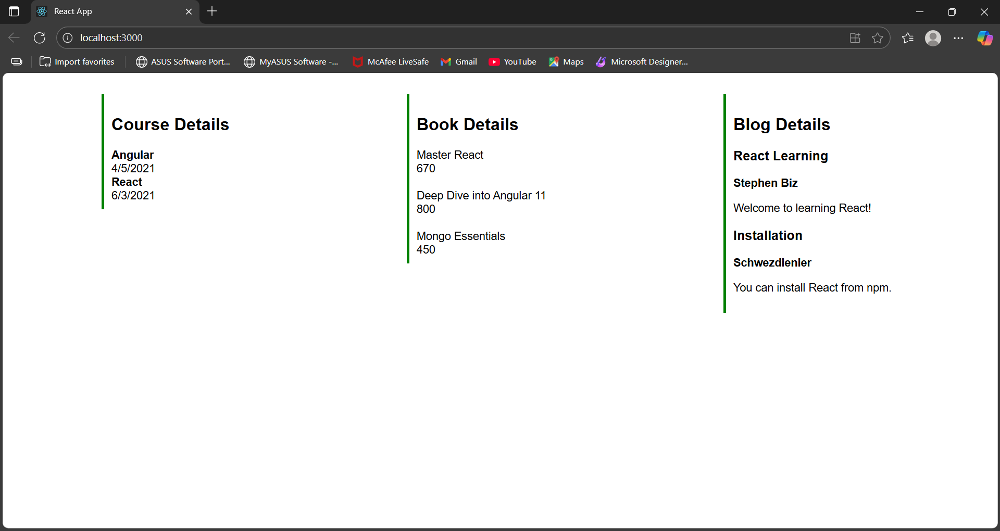 React App
localhost:3000
Import favorites
ASUS Software Port...
MyASUS Software -...
McAfee LiveSafe
Gmail
YouTube
Maps
Microsoft Designer...
Course Details
Angular
4/5/2021
React
6/3/2021
Book Details
Master React
670
Deep Dive into Angular 11
800
Mongo Essentials
450
Blog Details
React Learning
Stephen Biz
Welcome to learning React!
Installation
Schwezdienier
You can install React from npm.